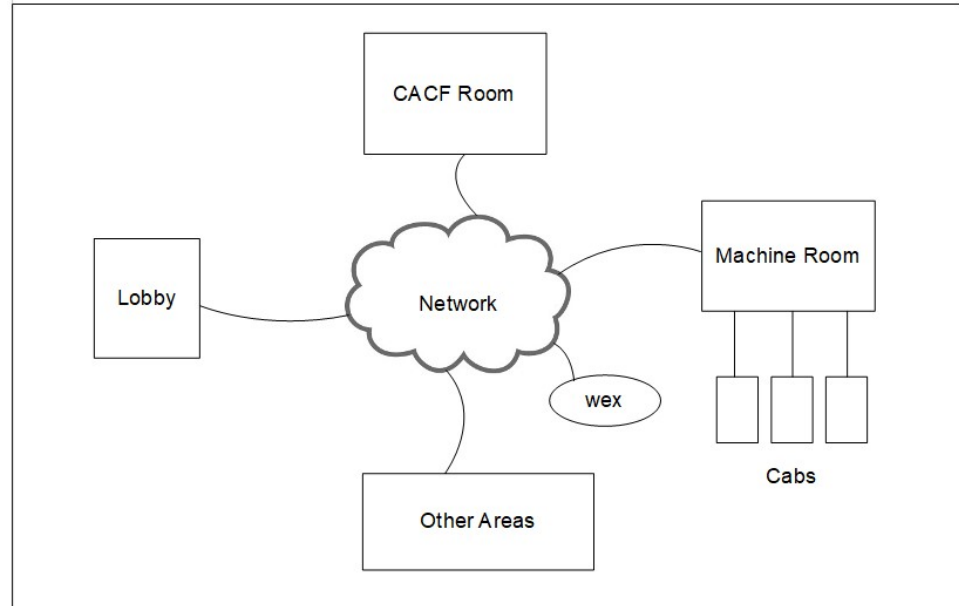 CACF Room
Machine Room
Lobby
Network
wex
Cabs
Other Areas